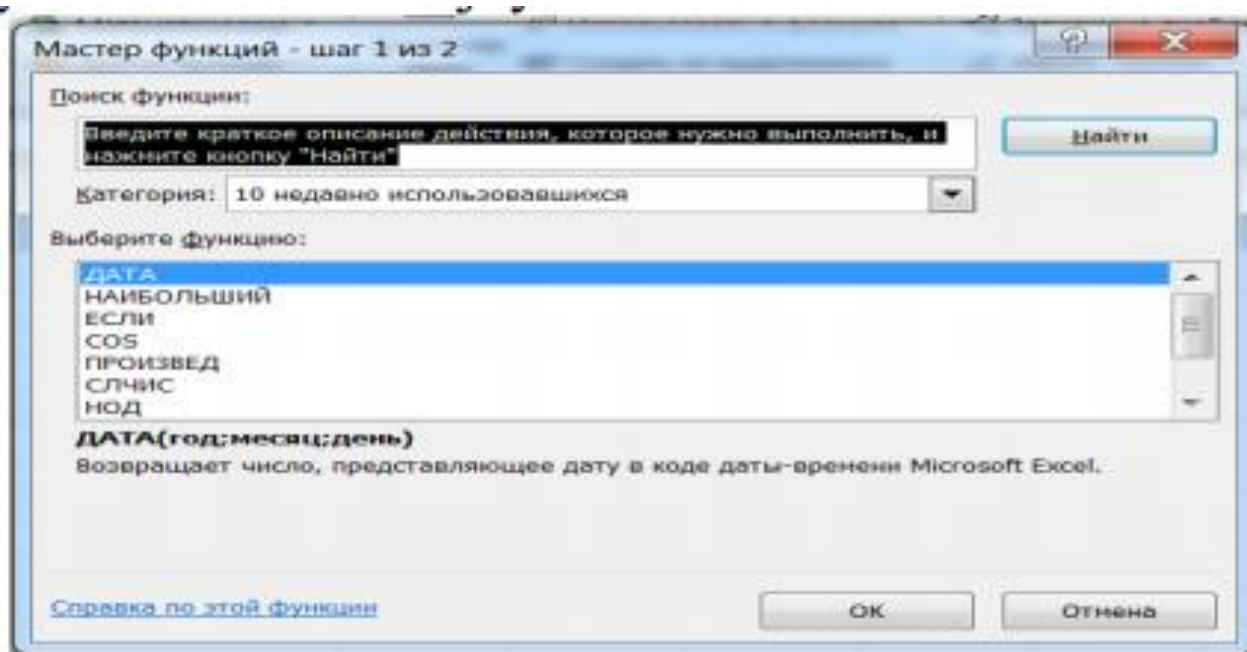 Мастер функций - шаг 1 из 2
Поиск функции:
Введите краткое описание действия, которое нужно выполнить, и
нажмите кнопку "Найти"
Найти
Категория: 10 недавно использовавшихся
Выберите функцию:
ДАТА
НАИБОЛЬШИЙ
ЕСЛИ
COS
ПРОИЗВЕД
СЛЧИС
НОД
ДАТА(год;месяц;день)
Возвращает число, представляющее дату в коде даты-времени Microsoft Excel.
Справка по этой функции
ОК
Отмена